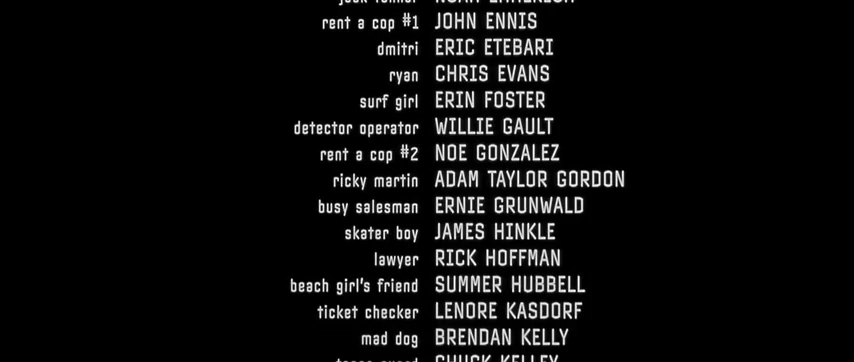 rent a cop #1 JOHN ENNIS
dmitri ERIC ETEBARI
ryan CHRIS EVANS
surf girl ERIN FOSTER
detector operator WILLIE GAULT
rent a cop #2 NOE GONZALEZ
ricky martin ADAM TAYLOR GORDON
busy salesman ERNIE GRUNWALD
skater boy JAMES HINKLE
lawyer RICK HOFFMAN
beach girl's friend SUMMER HUBBELL
ticket checker LENORE KASDORF
mad dog BRENDAN KELLY
CHUCK KELLEY